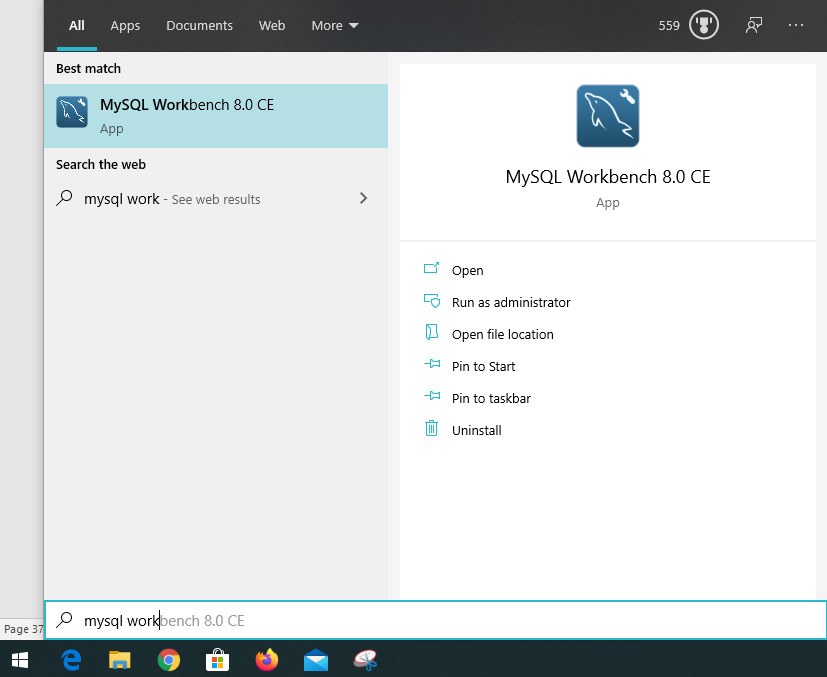 All Apps Documents Web More 559 ...
Best match
MySQL Workbench 8.0 CE
App
Search the web
mysql work - See web results
MySQL Workbench 8.0 CE
App
Open
Run as administrator
Open file location
Pin to Start
Pin to taskbar
Uninstall
mysql workbench 8.0 CE
Page 37